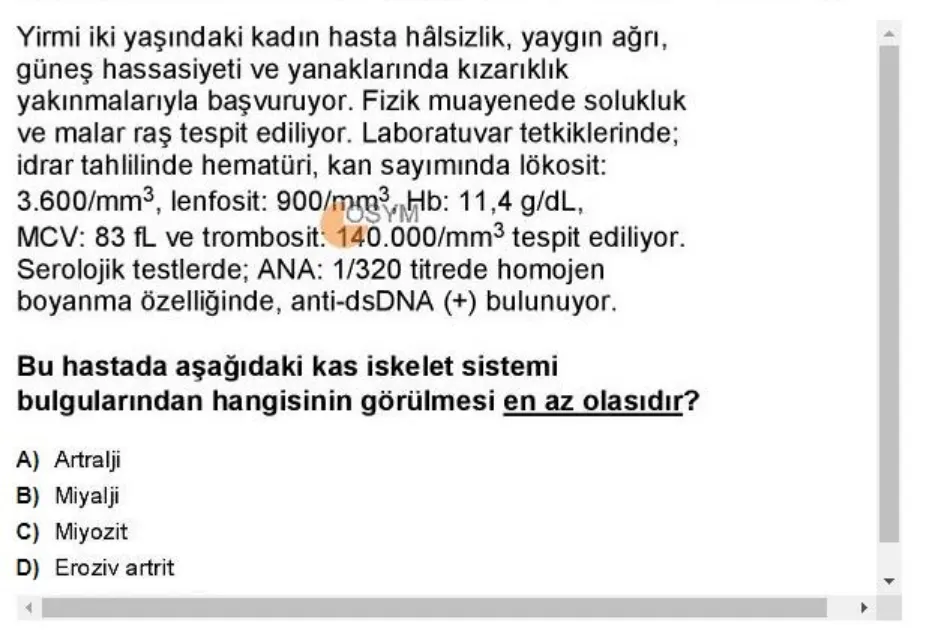 Yirmi iki yaşındaki kadın hasta hâlsizlik, yaygın ağrı,
güneş hassasiyeti ve yanaklarında kızarıklık
yakınmalarıyla başvuruyor. Fizik muayenede solukluk
ve malar raş tespit ediliyor. Laboratuvar tetkiklerinde;
idrar tahlilinde hematüri, kan sayımında lökosit:
3.600/mm³, lenfosit: 900/mm³, Hb: 11,4 g/dL,
ÖSYM
MCV: 83 fL ve trombosit: 140.000/mm³ tespit ediliyor.
Serolojik testlerde; ANA: 1/320 titrede homojen
boyanma özelliğinde, anti-dsDNA (+) bulunuyor.
Bu hastada aşağıdaki kas iskelet sistemi
bulgularından hangisinin görülmesi en az olasıdır?
A) Artralji
B) Miyalji
C) Miyozit
D) Eroziv artrit